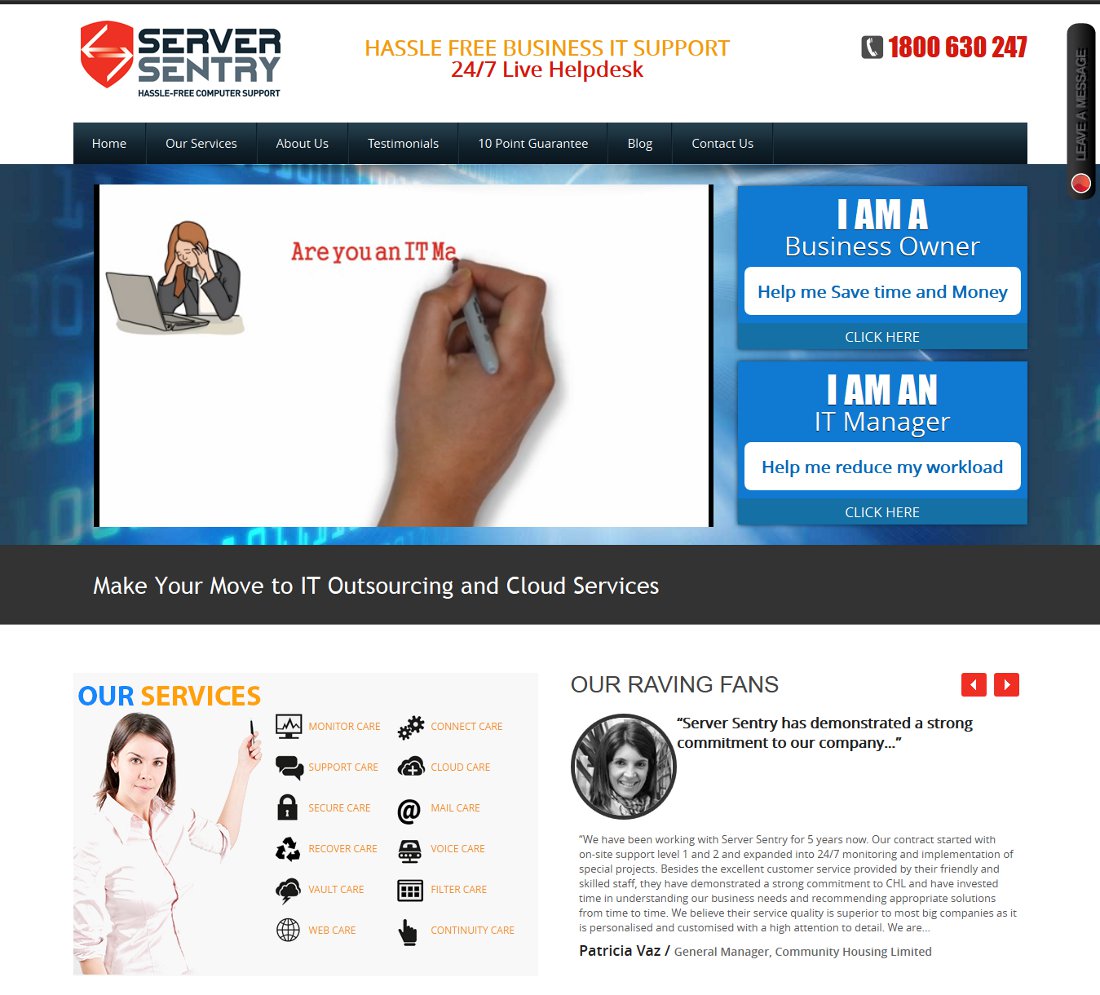 SERVER
SENTRY
HASSLE-FREE COMPUTER SUPPORT
HASSLE FREE BUSINESS IT SUPPORT
24/7 Live Helpdesk
1800 630 247
LEAVE A MESSAGE
Home Our Services About Us Testimonials 10 Point Guarantee Blog Contact Us
Are you an IT Ma
I AM A
Business Owner
Help me Save time and Money
CLICK HERE
I AM AN
IT Manager
Help me reduce my workload
CLICK HERE
Make Your Move to IT Outsourcing and Cloud Services
OUR SERVICES
MONITOR CARE CONNECT CARE
SUPPORT CARE CLOUD CARE
SECURE CARE MAIL CARE
RECOVER CARE VOICE CARE
VAULT CARE FILTER CARE
WEB CARE CONTINUITY CARE
OUR RAVING FANS
“Server Sentry has demonstrated a strong
commitment to our company...”
“We have been working with Server Sentry for 5 years now. Our contract started with
on-site support level 1 and 2 and expanded into 24/7 monitoring and implementation of
special projects. Besides the excellent customer service provided by their friendly and
skilled staff, they have demonstrated a strong commitment to CHL and have invested
time in understanding our business needs and recommending appropriate solutions
from time to time. We believe their service quality is superior to most big companies as it
is personalised and customised with a high attention to detail. We are...
Patricia Vaz / General Manager, Community Housing Limited